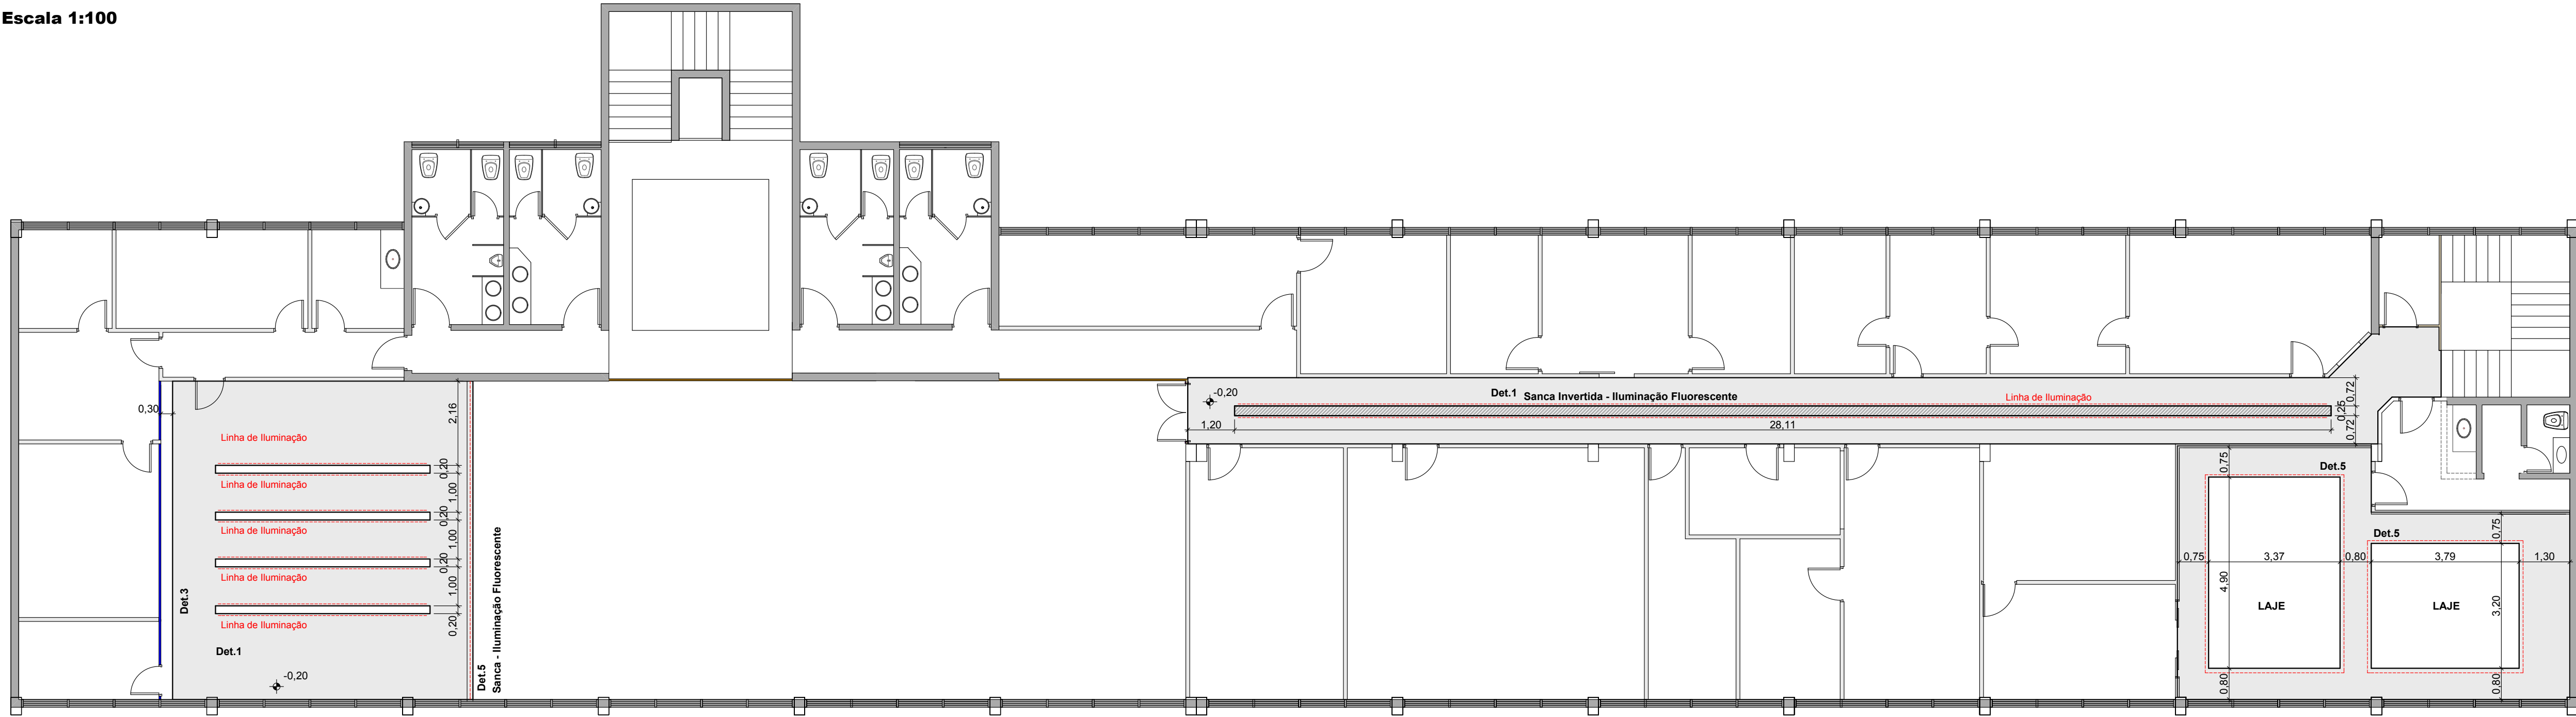 Escala 1:100
0,30
2,16
Linha de Iluminação
0,20
Linha de Iluminação
1,00
0,20
Linha de Iluminação
1,00
0,20
Linha de Iluminação
1,00
0,20
Linha de Iluminação
Det.3
Det.1
-0,20
Det.5
Sanca - Iluminação Fluorescente
-0,20
Det.1
Sanca Invertida - Iluminação Fluorescente
Linha de Iluminação
1,20
28,11
0,72
0,25
0,72
Det.5
0,75
0,75
3,37
0,80
4,90
LAJE
0,80
Det.5
0,75
3,79
1,30
3,20
LAJE
0,80